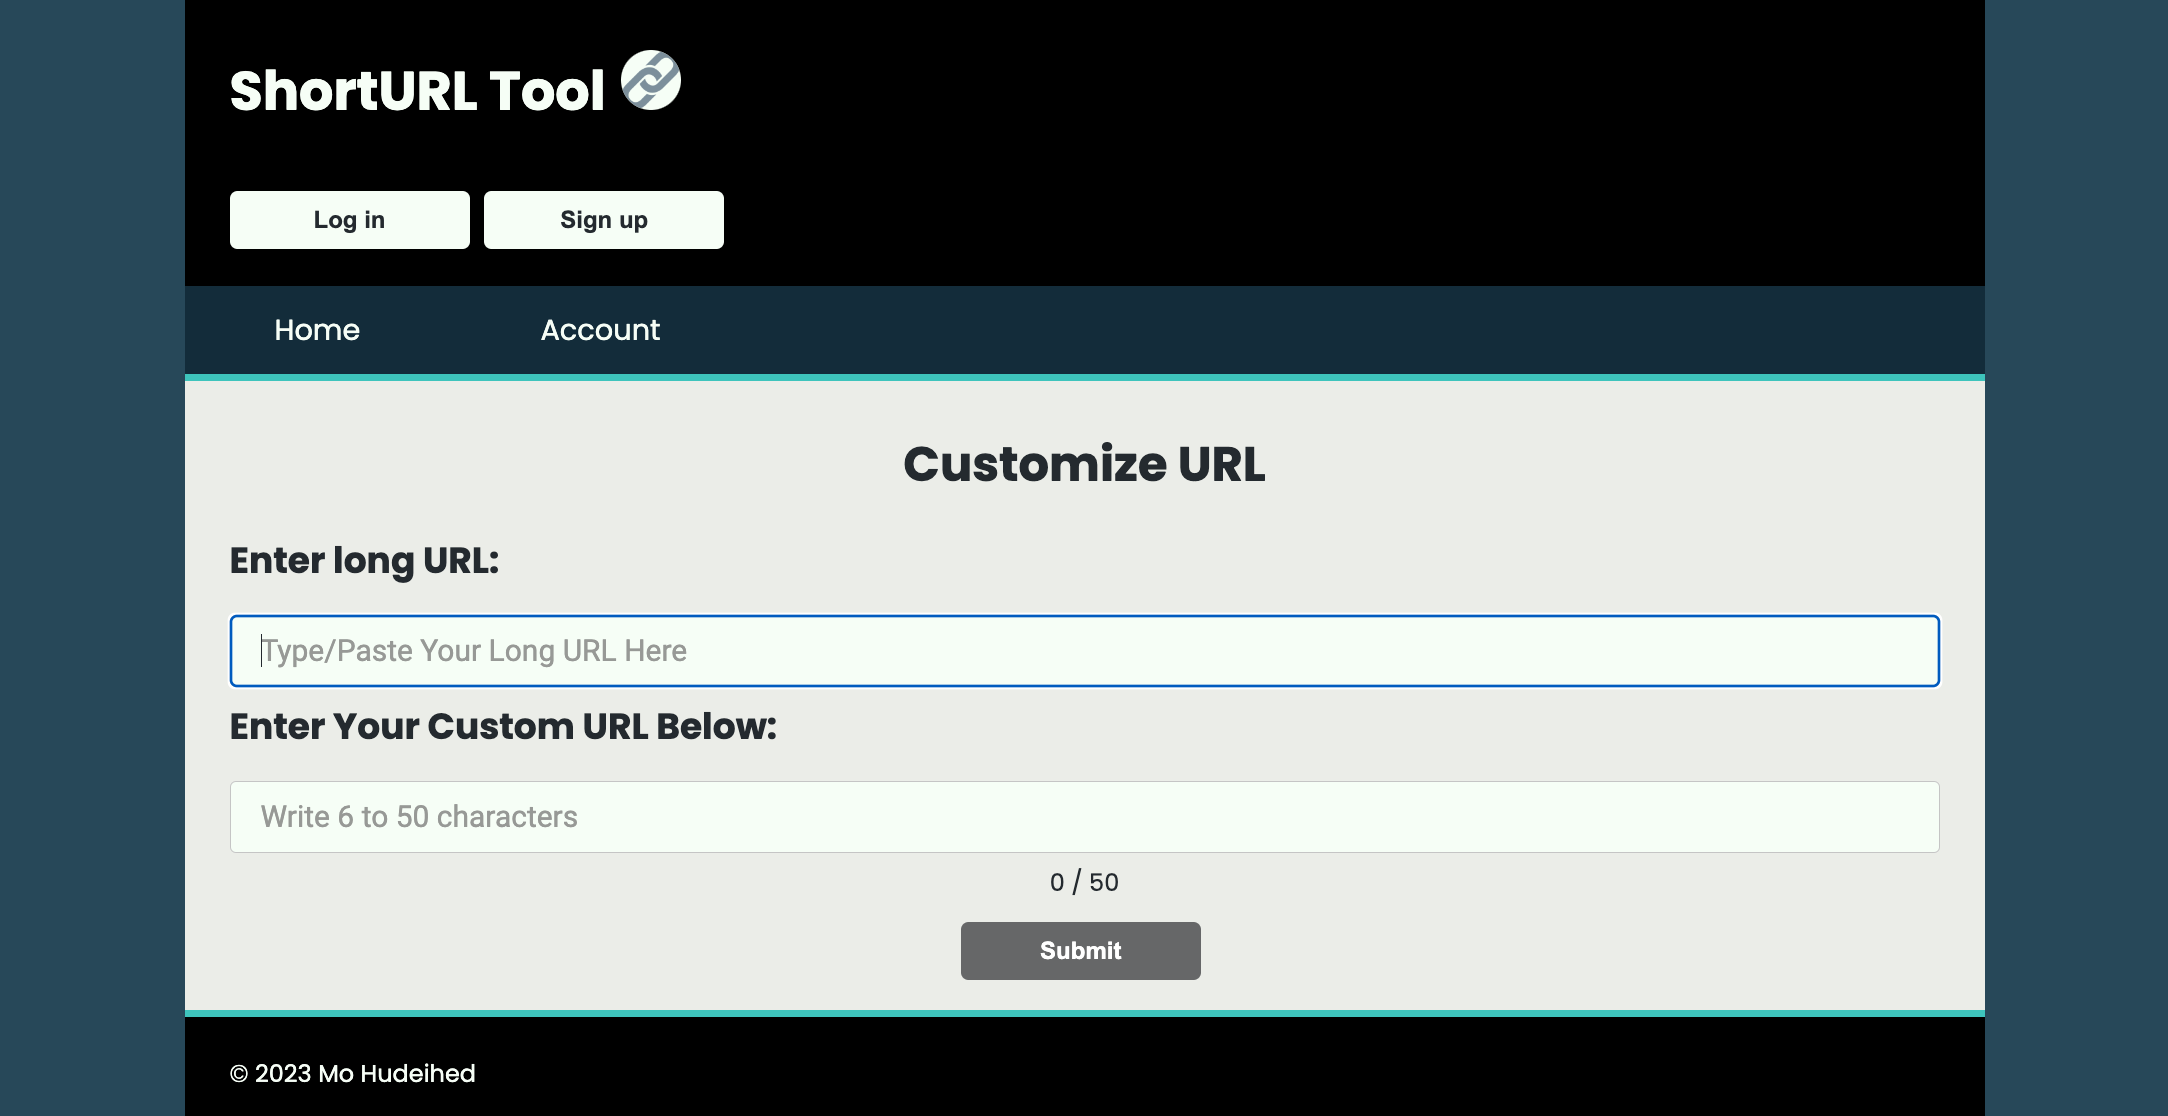 ShortURL Tool
Log in
Sign up
Home
Account
Customize URL
Enter long URL:
Type/Paste Your Long URL Here
Enter Your Custom URL Below:
Write 6 to 50 characters
0 / 50
Submit
© 2023 Mo Hudeihed